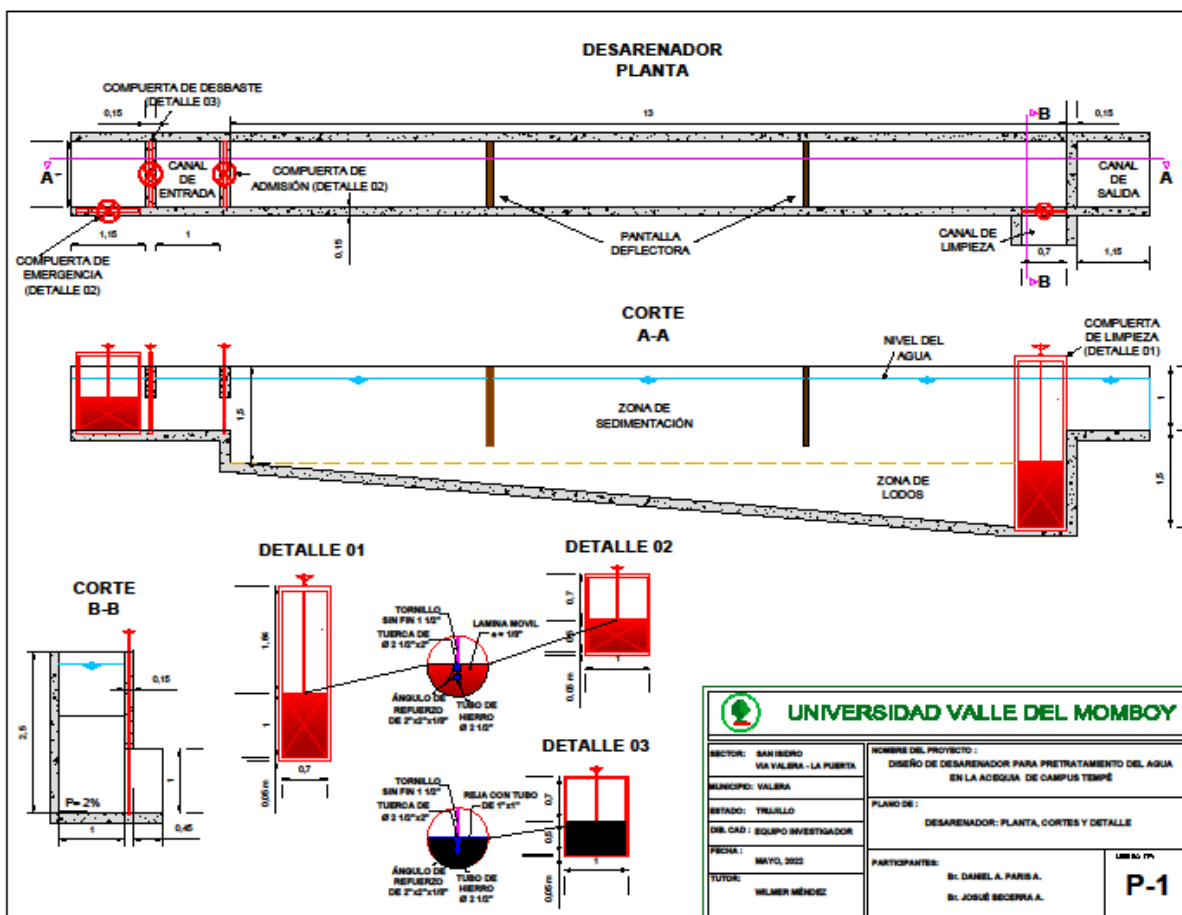 DESARENADOR
PLANTA
COMPUERTA DE DESBASTE
(DETALLE 03)
0,15
13
B
0,15
A
CANAL
DE
ENTRADA
COMPUERTA DE
ADMISIÓN (DETALLE 02)
CANAL
DE
SALIDA
A
1,15
1
0,15
PANTALLA
DEFLECTORA
CANAL DE
LIMPIEZA
0,7
1,15
COMPUERTA DE
EMERGENCIA
(DETALLE 02)
B
CORTE
A-A
NIVEL DEL
AGUA
COMPUERTA
DE LIMPIEZA
(DETALLE 01)
1,5
ZONA DE
SEDIMENTACIÓN
1
ZONA DE
LODOS
1,5
DETALLE 01
DETALLE 02
CORTE
B-B
2,5
0,15
P= 2%
1
1
0,45
1
0,7
0,05 m
TORNILLO
SIN FIN 1 1/2"
TUERCA DE
Ø 2 1/2"x2"
LAMINA MOVIL
e = 1/8"
ÁNGULO DE
REFUERZO
DE 2"x2"x1/8"
TUBO DE
HIERRO
Ø 2 1/2"
0,7
0,05 m
1
DETALLE 03
TORNILLO
SIN FIN 1 1/2"
TUERCA DE
Ø 2 1/2"x2"
REJA CON TUBO
DE 1"x1"
ÁNGULO DE
REFUERZO
DE 2"x2"x1/8"
TUBO DE
HIERRO
Ø 2 1/2"
0,7
0,5
0,05 m
1
UNIVERSIDAD VALLE DEL MOMBOY
SECTOR: SAN ISIDRO
VIA VALERA - LA PUERTA
MUNICIPIO: VALERA
ESTADO: TRUJILLO
DIB. CAD : EQUIPO INVESTIGADOR
FECHA :
MAYO, 2022
TUTOR:
WILMER MÉNDEZ
NOMBRE DEL PROYECTO :
DISEÑO DE DESARENADOR PARA PRETRATAMIENTO DEL AGUA
EN LA ACEQUIA DE CAMPUS TEMPÉ
PLANO DE :
DESARENADOR: PLANTA, CORTES Y DETALLE
PARTICIPANTES:
Br. DANIEL A. PARIS A.
Br. JOSUÉ BECERRA A.
P-1